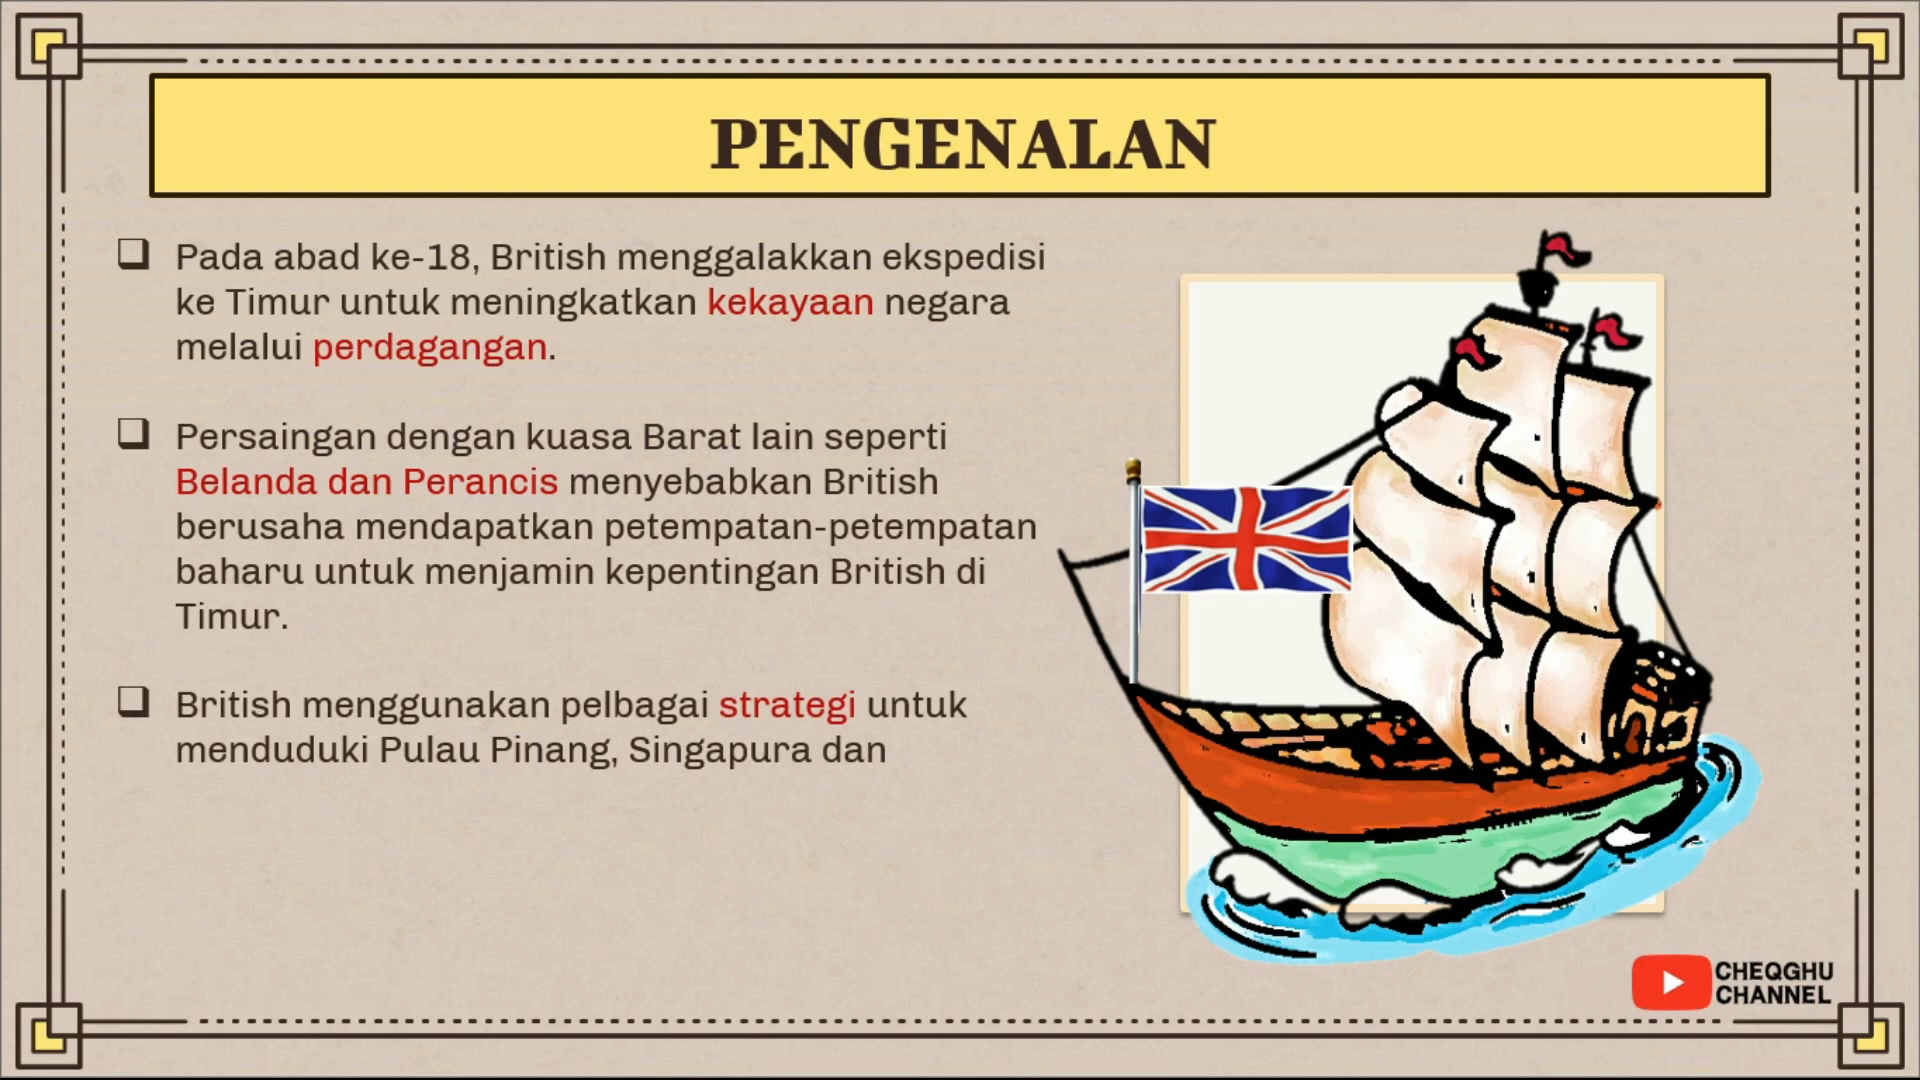 PENGENALAN
Pada abad ke-18, British menggalakkan ekspedisi
ke Timur untuk meningkatkan kekayaan negara
melalui perdagangan.
Persaingan dengan kuasa Barat lain seperti
Belanda dan Perancis menyebabkan British
berusaha mendapatkan petempatan-petempatan
baharu untuk menjamin kepentingan British di
Timur.
British menggunakan pelbagai strategi untuk
menduduki Pulau Pinang, Singapura dan
CHEQGHU
CHANNEL